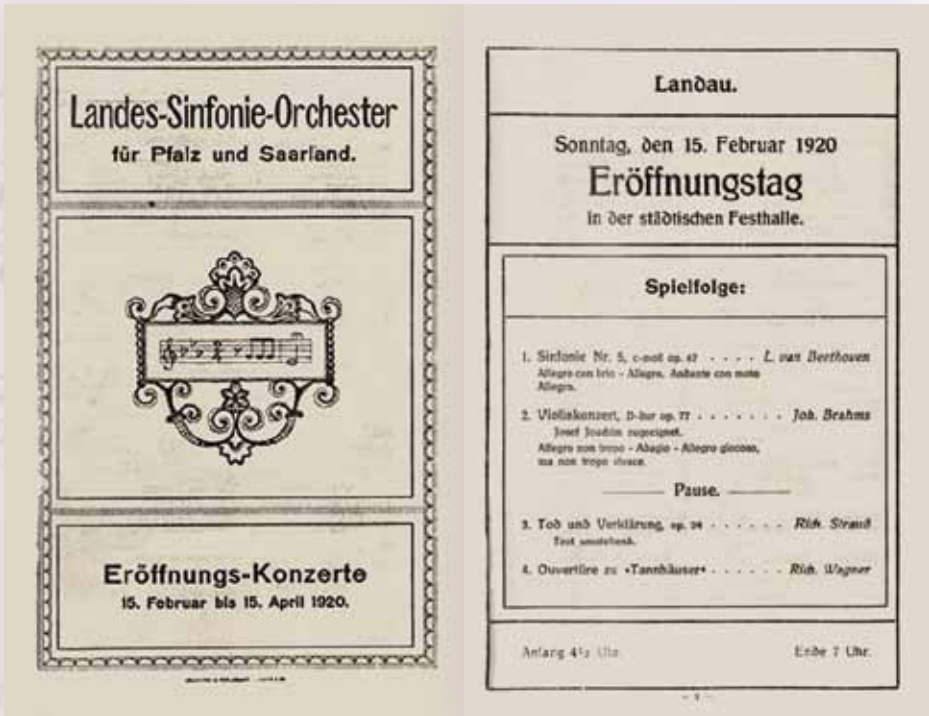 Landes-Sinfonie-Orchester
für Pfalz und Saarland.
Eröffnungs-Konzerte
15. Februar bis 15. April 1920.
Landau.
Sonntag, den 15. Februar 1920
Eröffnungstag
in der städtischen Festhalle.
Spielfolge:
1. Sinfonie Nr. 5, c-moll op. 67 . . . . L. van Beethoven
Allegro con brio - Allegro. Andante con moto
Allegro.
2. Violinkonzert, D-dur op. 77 . . . . . . . Joh. Brahms
Josef Joachim zugeeignet.
Allegro non tropo - Adagio - Allegro giocoso,
ma non tropo vivace.
Pause.
3. Tod und Verklärung, op. 24 . . . . . . Rich. Strauß
Text umstehend.
4. Ouvertüre zu «Tannhäuser» . . . . . . Rich. Wagner
Anfang 4½ Uhr.
Ende 7 Uhr.